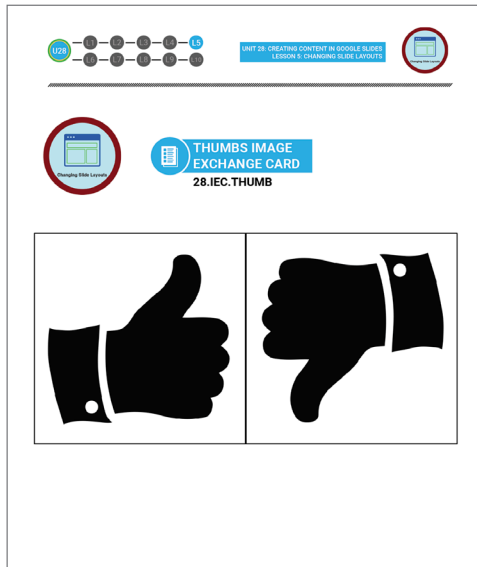 U28
L1 L2 L3 L4 L5
L6 L7 L8 L9 L10
UNIT 28: CREATING CONTENT IN GOOGLE SLIDES
LESSON 5: CHANGING SLIDE LAYOUTS
Changing Slide Layouts
Changing Slide Layouts
THUMBS IMAGE
EXCHANGE CARD
28.IEC.THUMB